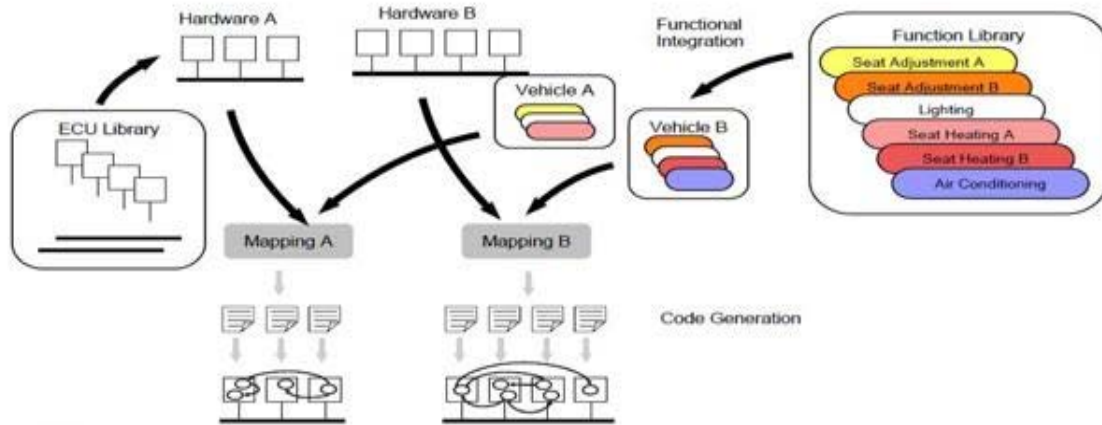 Hardware A
Hardware B
Functional
Integration
Function Library
Seat Adjustment A
Seat Adjustment B
Lighting
Seat Heating A
Seat Heating B
Air Conditioning
Vehicle A
Vehicle B
ECU Library
Mapping A
Mapping B
Code Generation